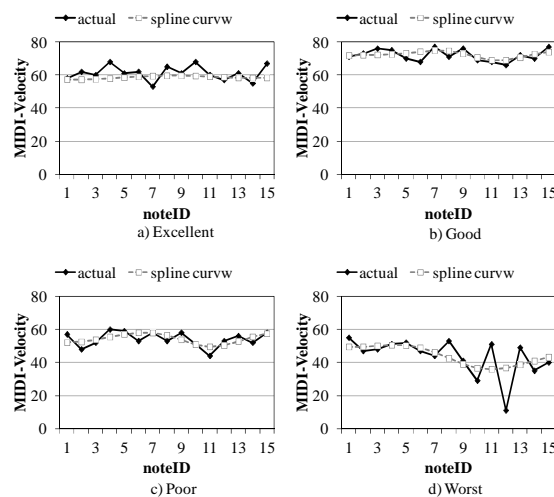 actual spline curvw
MIDI-Velocity
80
60
40
20
0
1 3 5 7 9 11 13 15
noteID
a) Excellent
actual spline curvw
MIDI-Velocity
80
60
40
20
0
1 3 5 7 9 11 13 15
noteID
b) Good
actual spline curvw
MIDI-Velocity
80
60
40
20
0
1 3 5 7 9 11 13 15
noteID
c) Poor
actual spline curvw
MIDI-Velocity
80
60
40
20
0
1 3 5 7 9 11 13 15
noteID
d) Worst